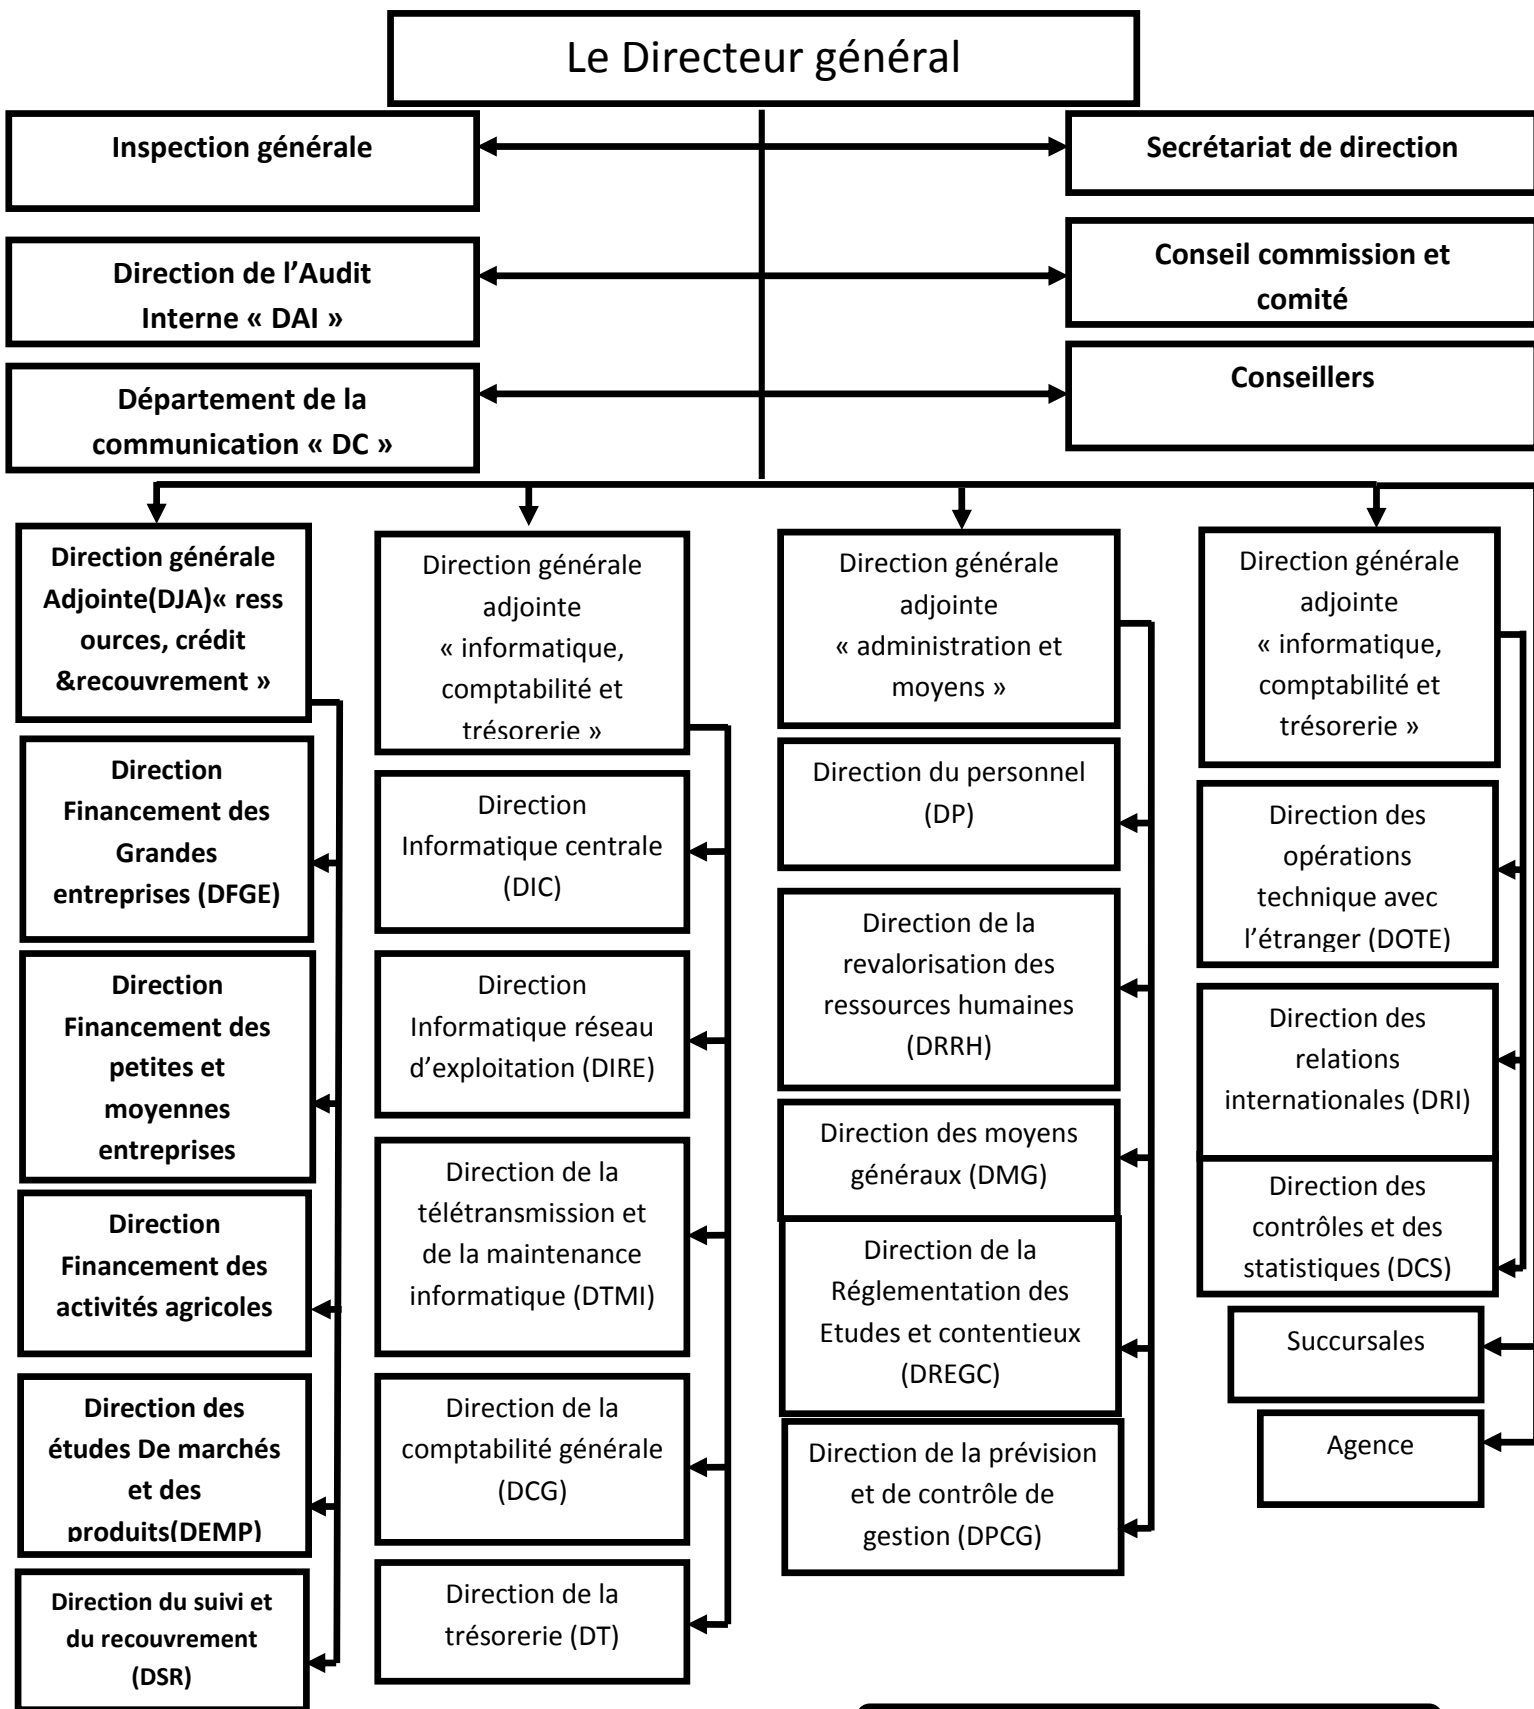 Le Directeur général
Inspection générale
Secrétariat de direction
Direction de l’Audit
Interne « DAI »
Conseil commission et
comité
Département de la
communication « DC »
Conseillers
Direction générale
Adjointe(DJA)« ress
ources, crédit
&recouvrement »
Direction
Financement des
Grandes
entreprises (DFGE)
Direction
Financement des
petites et
moyennes
entreprises
Direction
Financement des
activités agricoles
Direction des
études De marchés
et des
produits(DEMP)
Direction du suivi et
du recouvrement
(DSR)
Direction générale
adjointe
« informatique,
comptabilité et
trésorerie »
Direction
Informatique centrale
(DIC)
Direction
Informatique réseau
d’exploitation (DIRE)
Direction de la
télétransmission et
de la maintenance
informatique (DTMI)
Direction de la
comptabilité générale
(DCG)
Direction de la
trésorerie (DT)
Direction générale
adjointe
« administration et
moyens »
Direction du personnel
(DP)
Direction de la
revalorisation des
ressources humaines
(DRRH)
Direction des moyens
généraux (DMG)
Direction de la
Réglementation des
Etudes et contentieux
(DREGC)
Direction de la prévision
et de contrôle de
gestion (DPCG)
Direction générale
adjointe
« informatique,
comptabilité et
trésorerie »
Direction des
opérations
technique avec
l’étranger (DOTE)
Direction des
relations
internationales (DRI)
Direction des
contrôles et des
statistiques (DCS)
Succursales
Agence